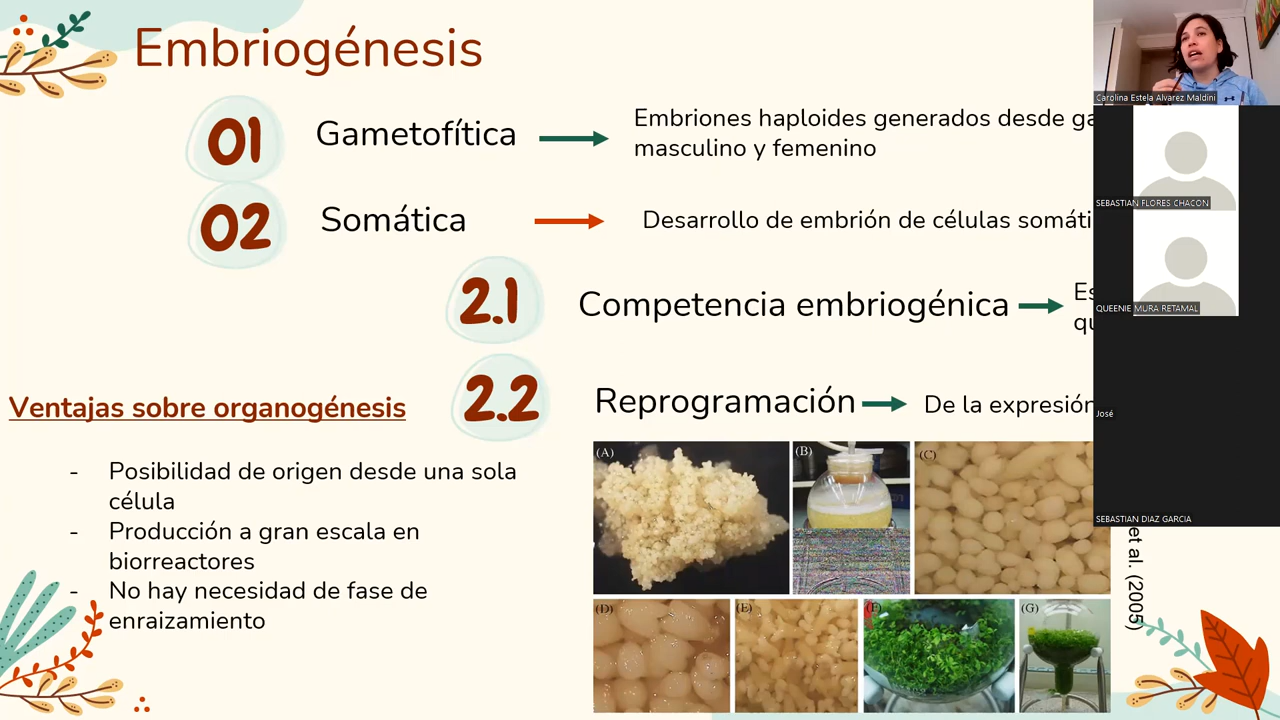 Embriogénesis
01
Gametofítica
Embriones haploides generados desde ga
masculino y femenino
02
Somática
Desarrollo de embrión de células somáti
2.1
Competencia embriogénica
2.2
Reprogramación
De la expresión
Ventajas sobre organogénesis
- Posibilidad de origen desde una sola
célula
- Producción a gran escala en
biorreactores
- No hay necesidad de fase de
enraizamiento
(A)
(B)
(C)
(D)
(E)
(F)
(G)
et al. (2005)
Carolina Estela Alvarez Maldini
SEBASTIAN FLORES CHACON
QUEENIE MURA RETAMAL
José
SEBASTIAN DIAZ GARCIA